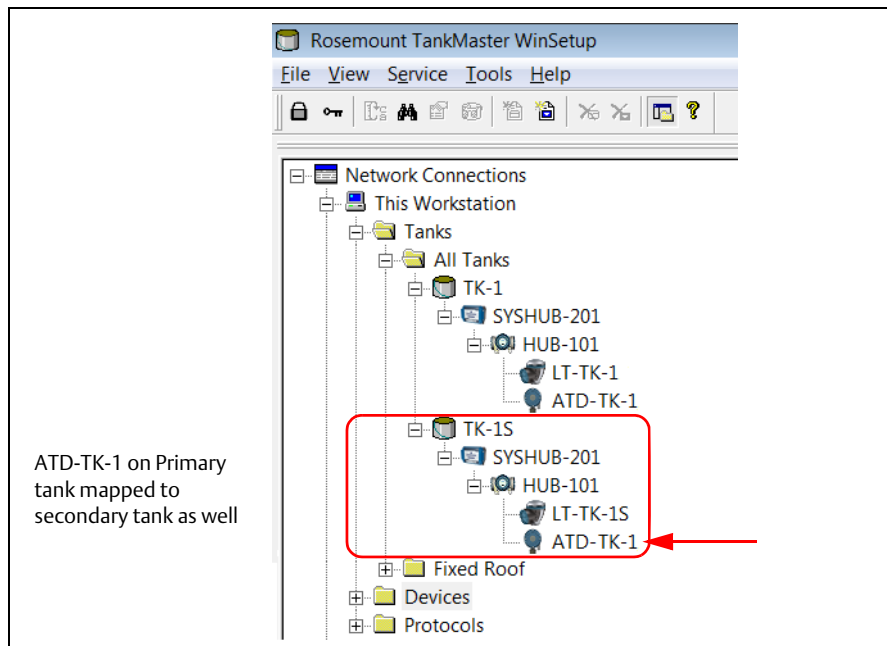 Rosemount TankMaster WinSetup
File View Service Tools Help
Network Connections
This Workstation
Tanks
All Tanks
TK-1
SYSHUB-201
HUB-101
LT-TK-1
ATD-TK-1
TK-1S
SYSHUB-201
HUB-101
LT-TK-1S
ATD-TK-1
Fixed Roof
Devices
Protocols
ATD-TK-1 on Primary
tank mapped to
secondary tank as well